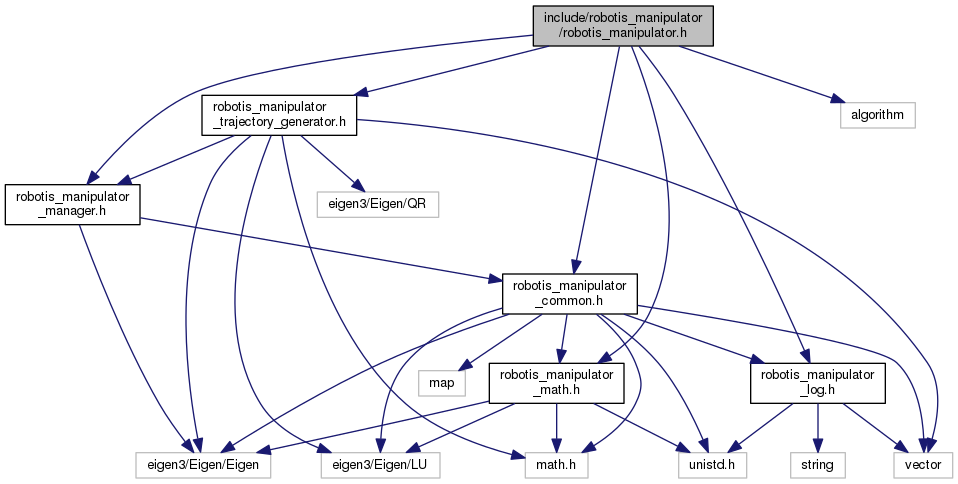 include/robotis_manipulator
/robotis_manipulator.h
robotis_manipulator
_trajectory_generator.h
algorithm
robotis_manipulator
_manager.h
eigen3/Eigen/QR
robotis_manipulator
_common.h
map
robotis_manipulator
_math.h
robotis_manipulator
_log.h
eigen3/Eigen/Eigen
eigen3/Eigen/LU
math.h
unistd.h
string
vector